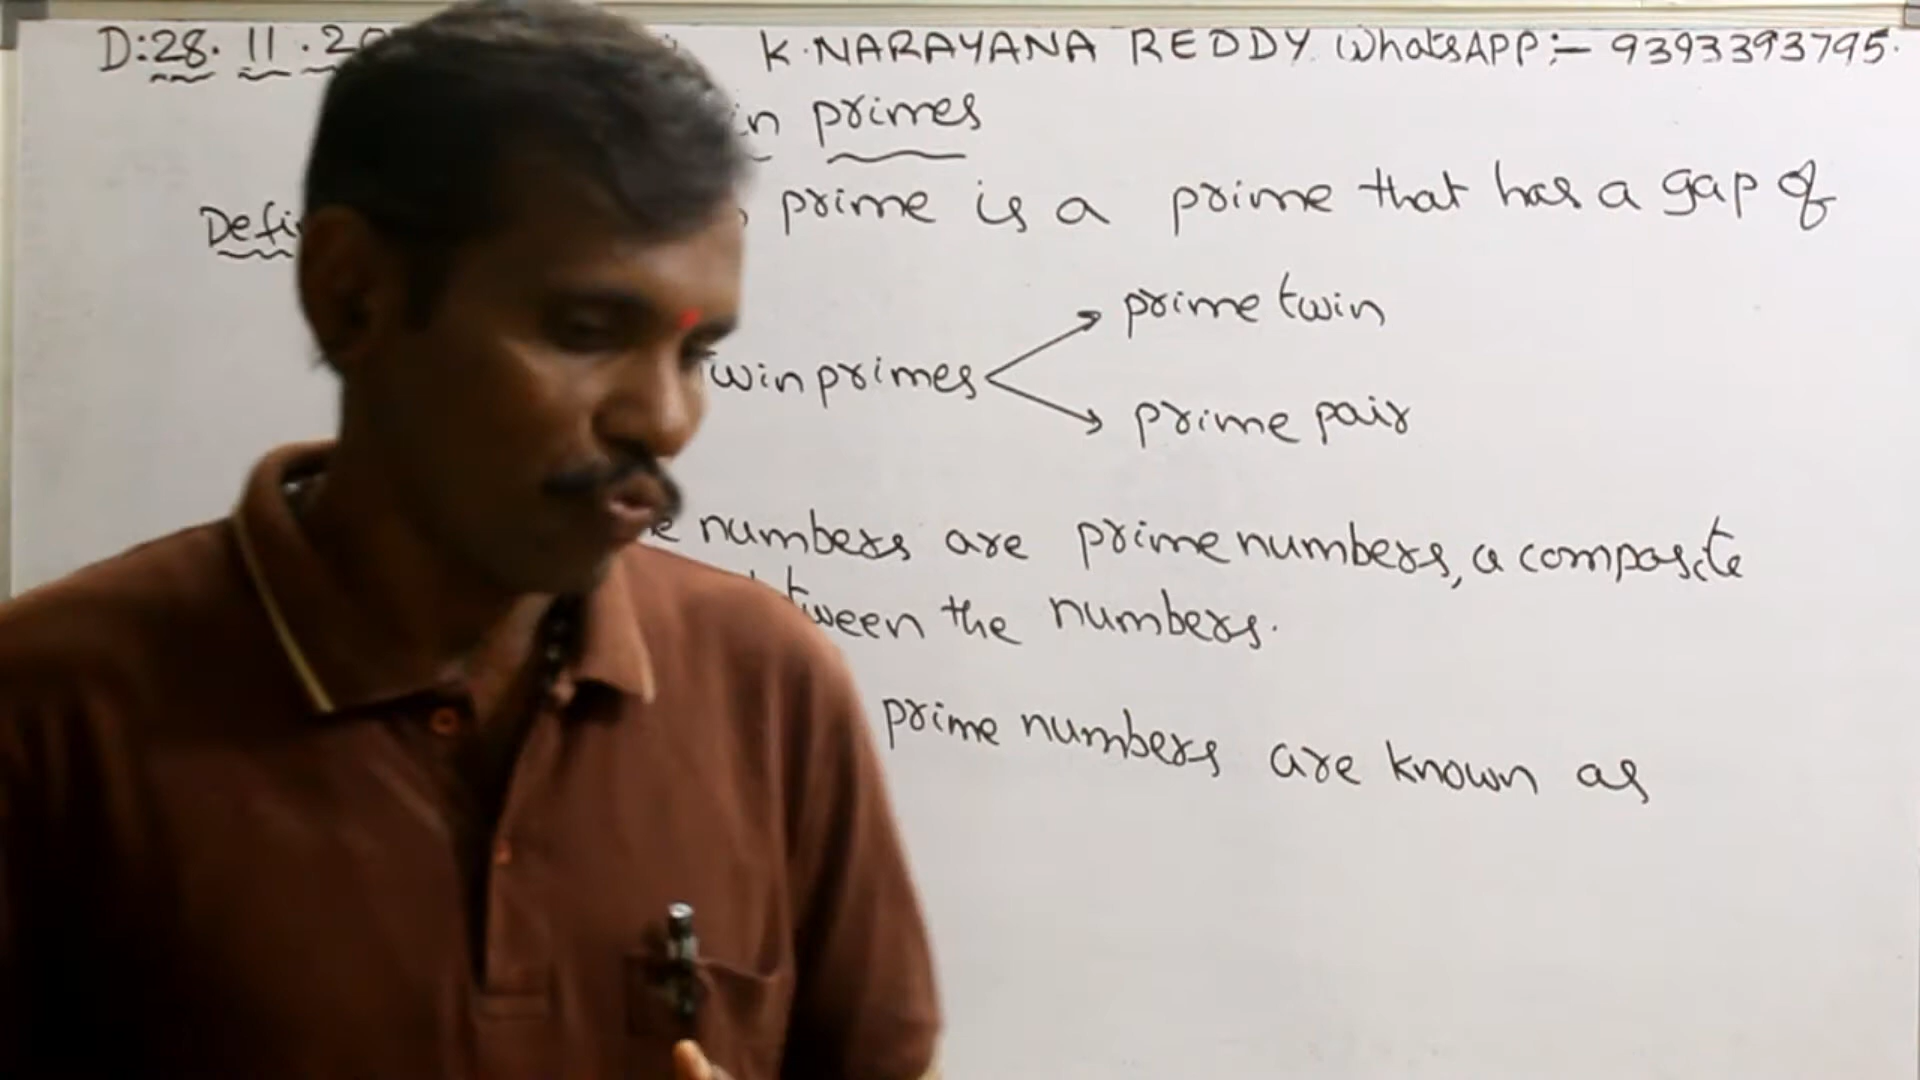 D:28.11.20 K.NARAYANA REDDY. WhatsAPP:- 9393393795.
in primes
Defi prime is a prime that has a gap of
prime twin
win primes
prime pair
e numbers are prime numbers, a composite
tween the numbers.
prime numbers are known as